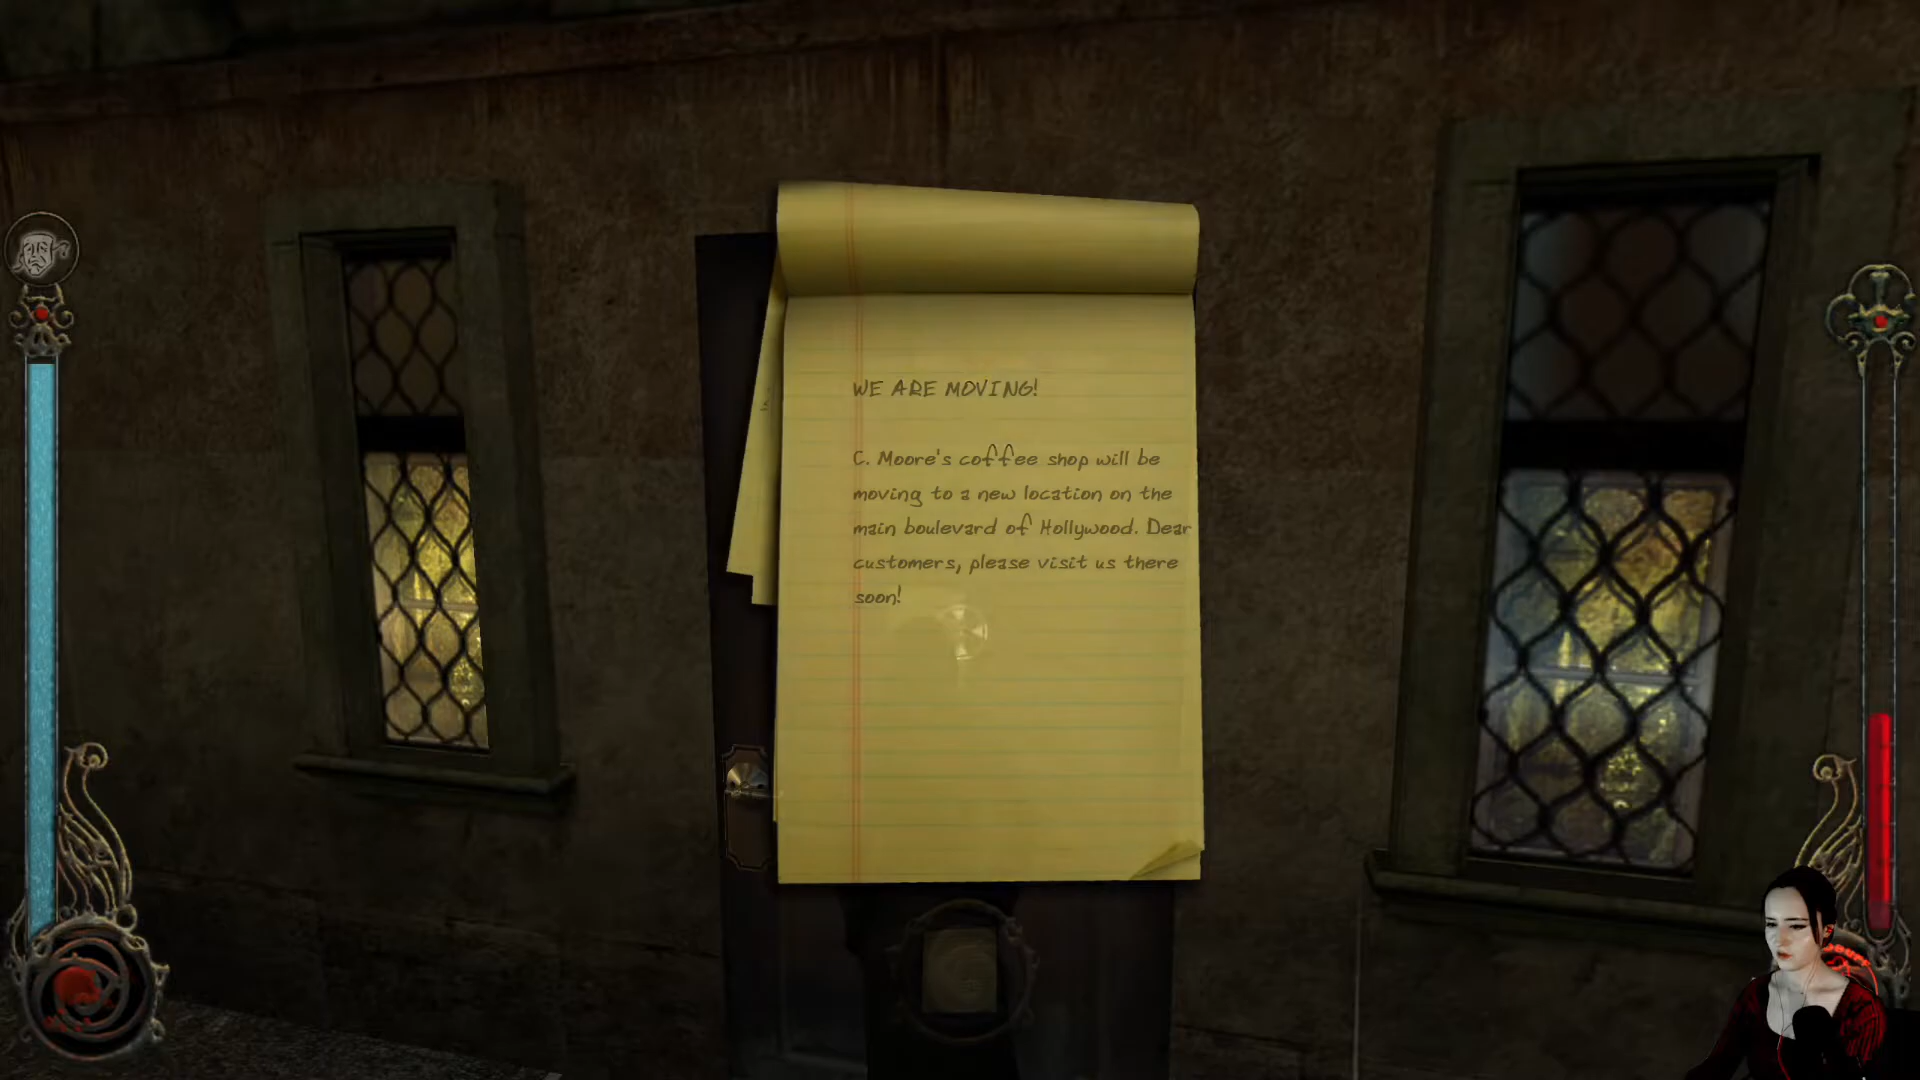 WE ARE MOVING!
C. Moore's coffee shop will be
moving to a new location on the
main boulevard of Hollywood. Dear
customers, please visit us there
soon!